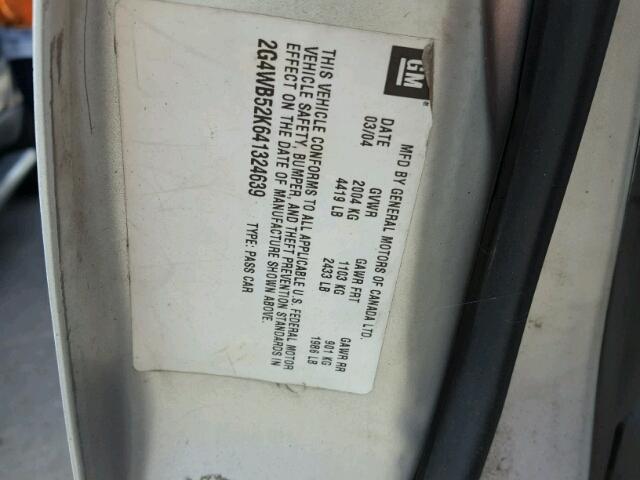 GM ®
MFD BY GENERAL MOTORS OF CANADA LTD.
DATE GVWR GAWR FRT GAWR RR
03/04 2004 KG 1103 KG 901 KG
4419 LB 2433 LB 1986 LB
THIS VEHICLE CONFORMS TO ALL APPLICABLE U.S. FEDERAL MOTOR
VEHICLE SAFETY, BUMPER, AND THEFT PREVENTION STANDARDS IN
EFFECT ON THE DATE OF MANUFACTURE SHOWN ABOVE.
2G4WB52K641324639 TYPE: PASS CAR